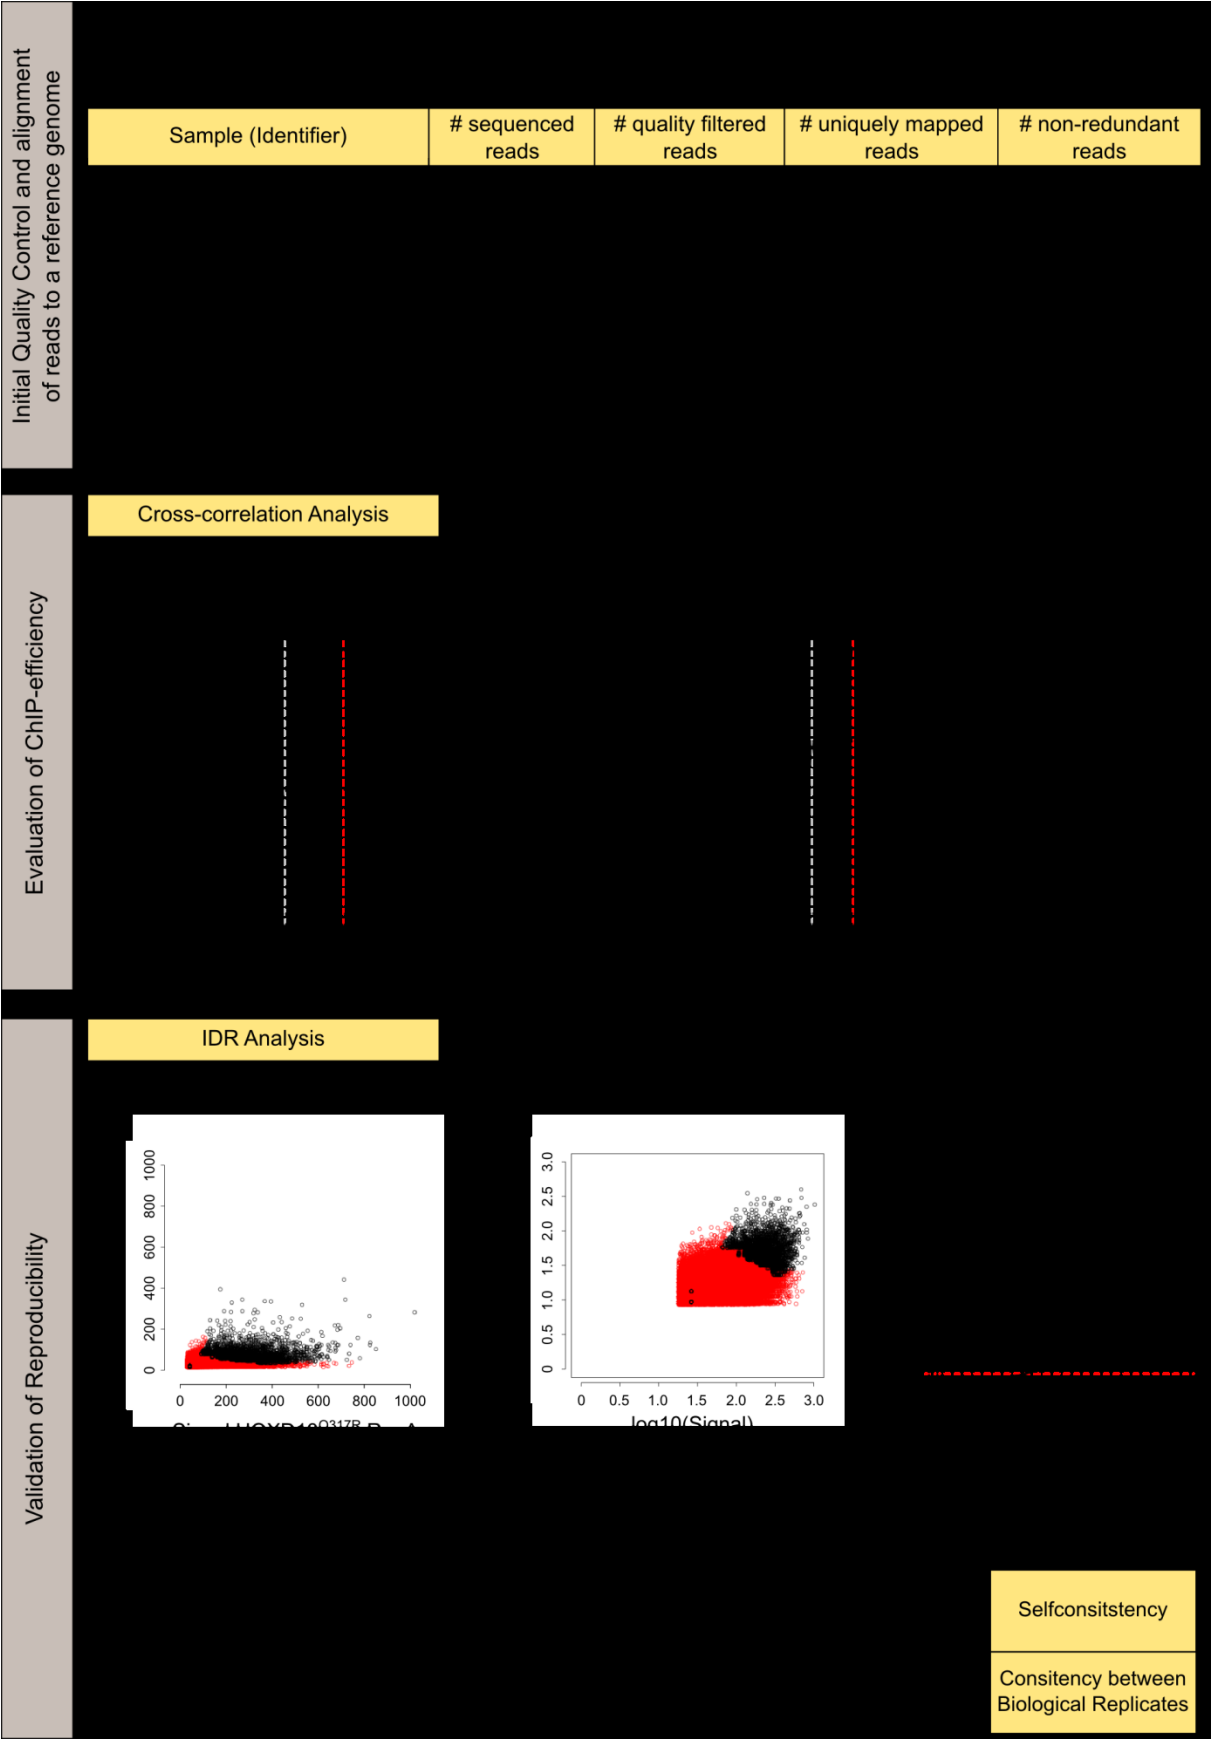 Initial Quality Control and alignment
of reads to a reference genome
Sample (Identifier)
# sequenced
reads
# quality filtered
reads
# uniquely mapped
reads
# non-redundant
reads
Evaluation of ChIP-efficiency
Cross-correlation Analysis
Validation of Reproducibility
IDR Analysis
1000
800
600
400
200
0
0 200 400 600 800 1000
3.0
2.5
2.0
1.5
1.0
0.5
0
0 0.5 1.0 1.5 2.0 2.5 3.0
log10(Signal)
Selfconsitstency
Consitency between
Biological Replicates